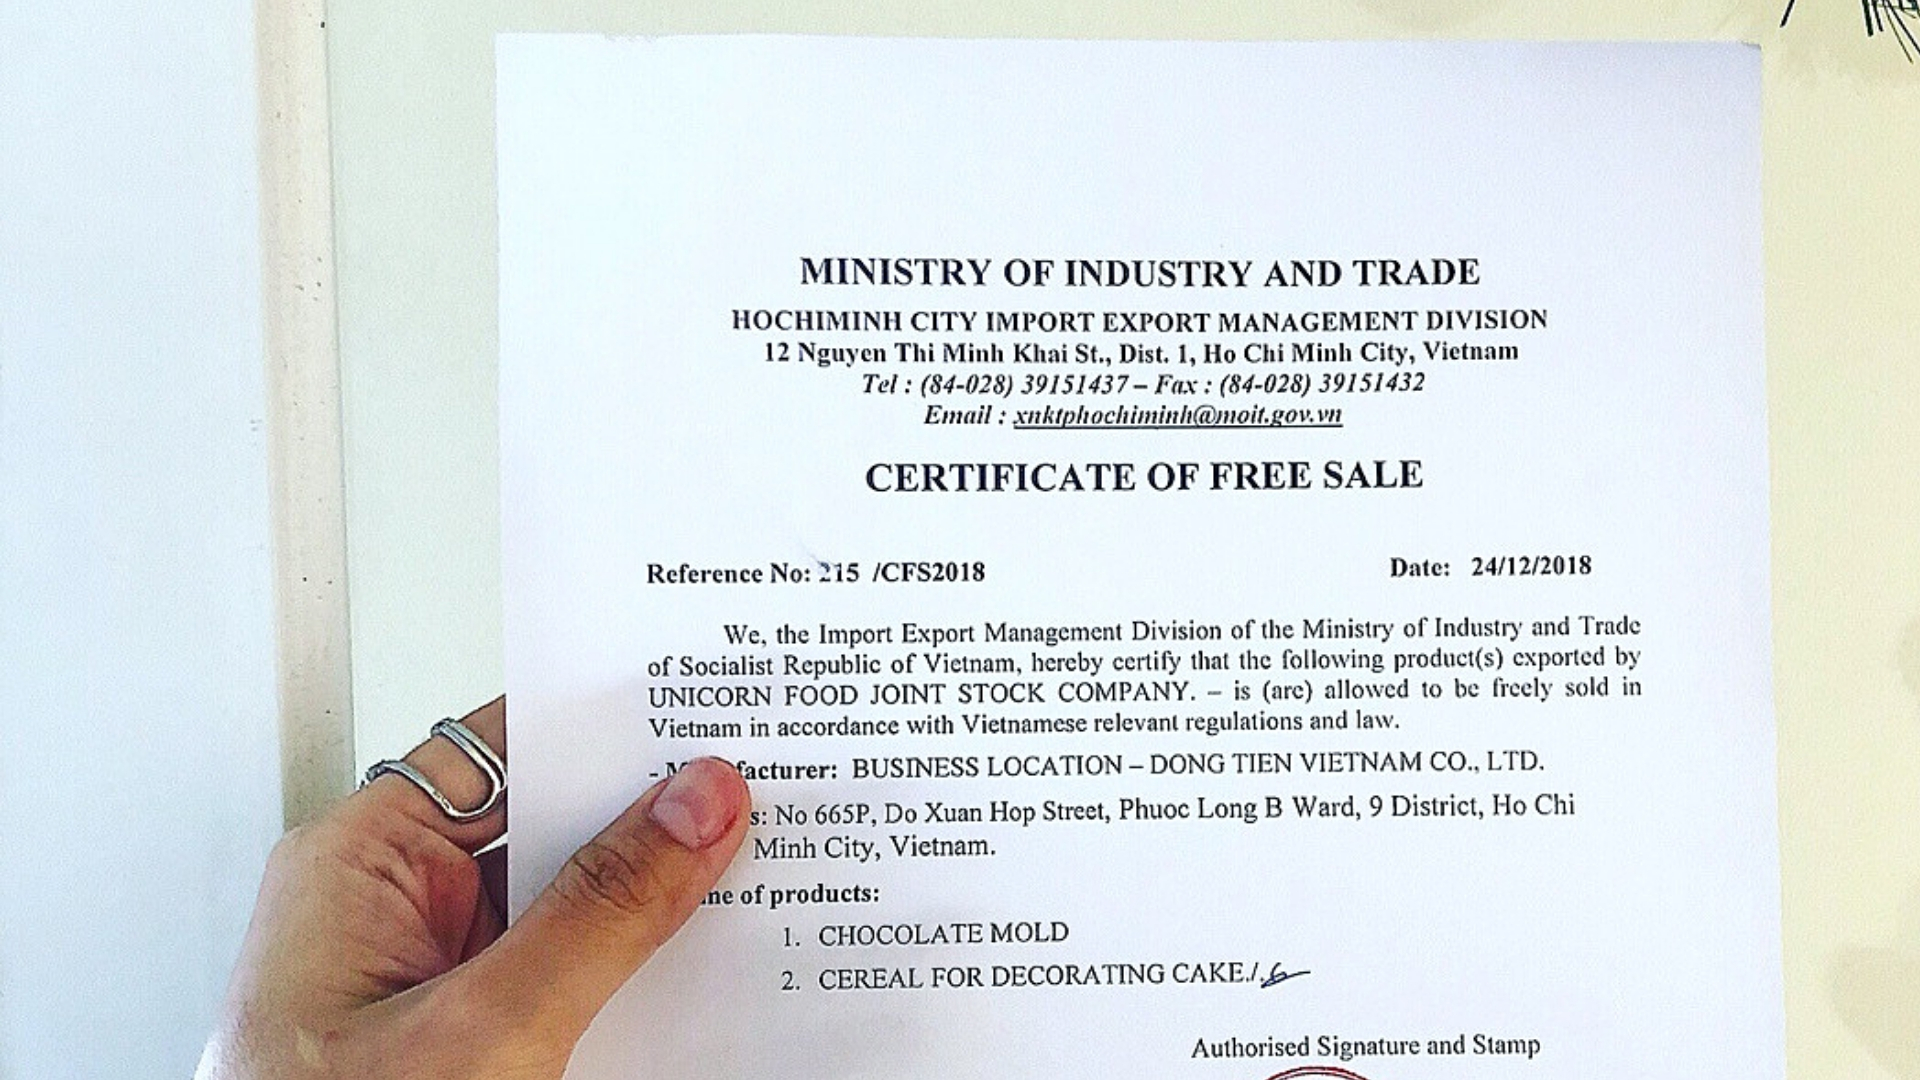 MINISTRY OF INDUSTRY AND TRADE
HOCHIMINH CITY IMPORT EXPORT MANAGEMENT DIVISION
12 Nguyen Thi Minh Khai St., Dist. 1, Ho Chi Minh City, Vietnam
Tel : (84-028) 39151437 – Fax : (84-028) 39151432
Email : xnktphochiminh@moit.gov.vn
CERTIFICATE OF FREE SALE
Reference No: 215 /CFS2018 Date: 24/12/2018
We, the Import Export Management Division of the Ministry of Industry and Trade
of Socialist Republic of Vietnam, hereby certify that the following product(s) exported by
UNICORN FOOD JOINT STOCK COMPANY. – is (are) allowed to be freely sold in
Vietnam in accordance with Vietnamese relevant regulations and law.
- M facturer: BUSINESS LOCATION – DONG TIEN VIETNAM CO., LTD.
s: No 665P, Do Xuan Hop Street, Phuoc Long B Ward, 9 District, Ho Chi
Minh City, Vietnam.
ne of products:
1. CHOCOLATE MOLD
2. CEREAL FOR DECORATING CAKE./.
Authorised Signature and Stamp